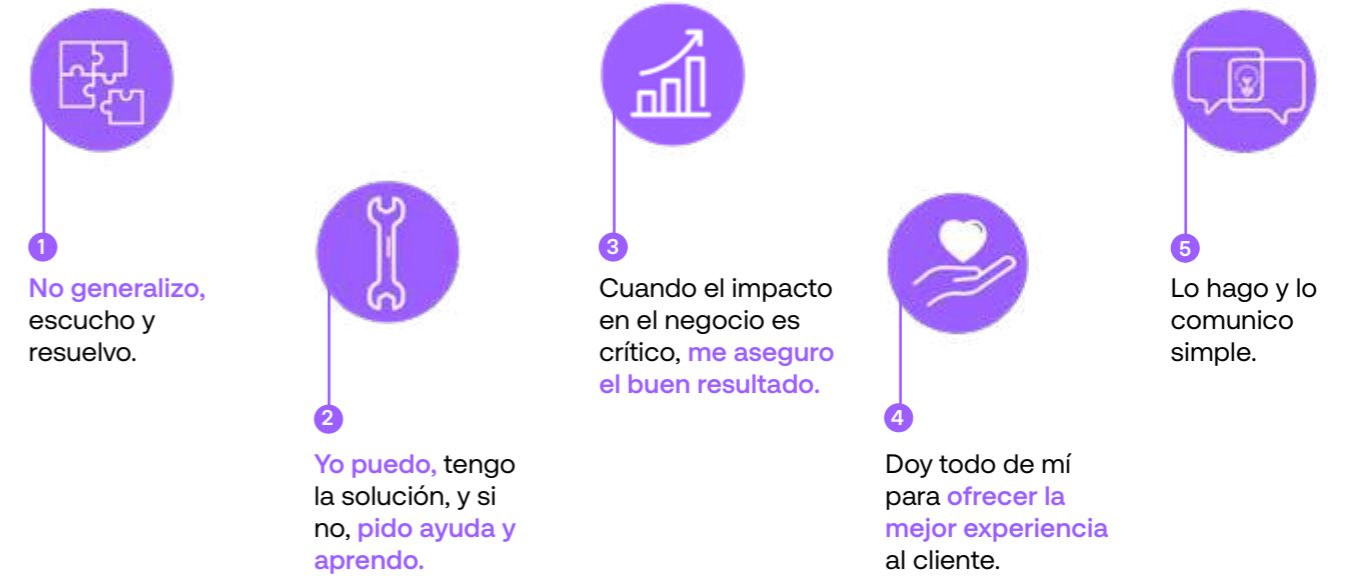 1
No generalizo,
escucho y
resuelvo.
2
Yo puedo, tengo
la solución, y si
no, pido ayuda y
aprendo.
3
Cuando el impacto
en el negocio es
crítico, me aseguro
el buen resultado.
4
Doy todo de mí
para ofrecer la
mejor experiencia
al cliente.
5
Lo hago y lo
comunico
simple.